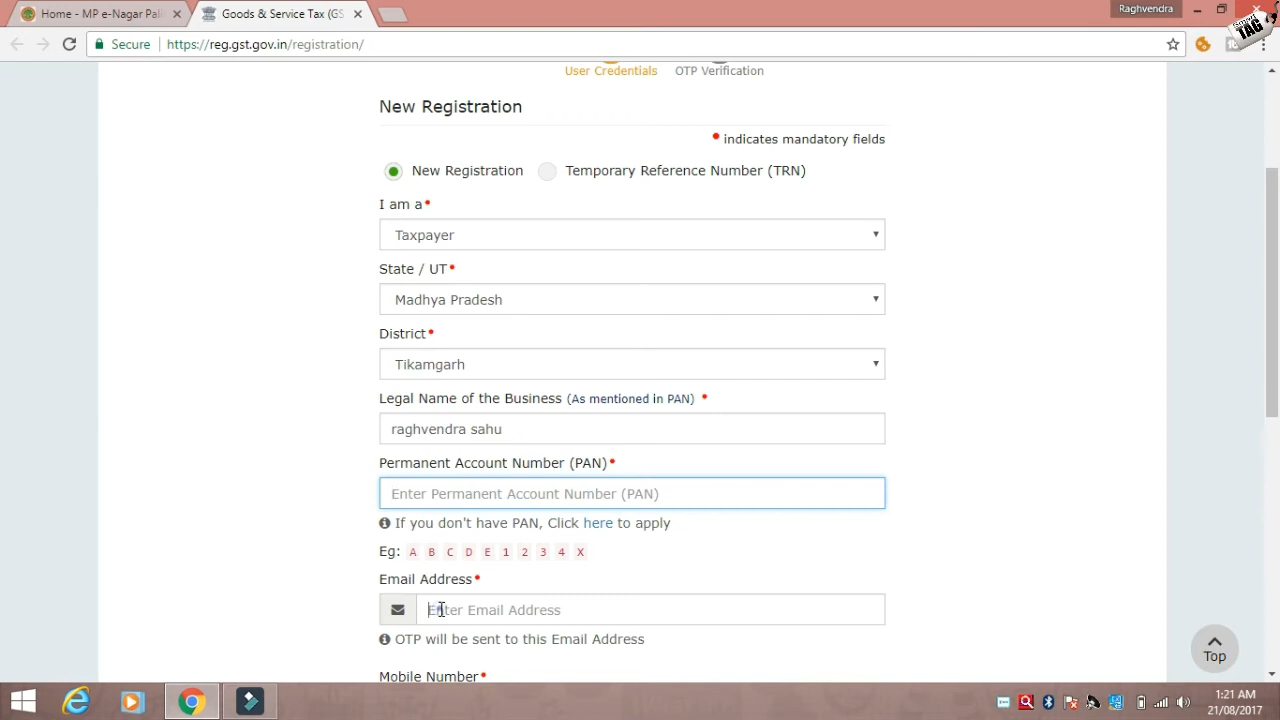 Home - MP e-Nagar Pal
Goods & Service Tax (GS
Raghvendra
TAG
Secure
https://reg.gst.gov.in/registration/
User Credentials
OTP Verification
New Registration
• indicates mandatory fields
New Registration
Temporary Reference Number (TRN)
I am a•
Taxpayer
State / UT•
Madhya Pradesh
District•
Tikamgarh
Legal Name of the Business (As mentioned in PAN) •
raghvendra sahu
Permanent Account Number (PAN)•
Enter Permanent Account Number (PAN)
If you don't have PAN, Click here to apply
Eg: A B C D E 1 2 3 4 X
Email Address•
Enter Email Address
OTP will be sent to this Email Address
Top
Mobile Number•
1:21 AM
21/08/2017